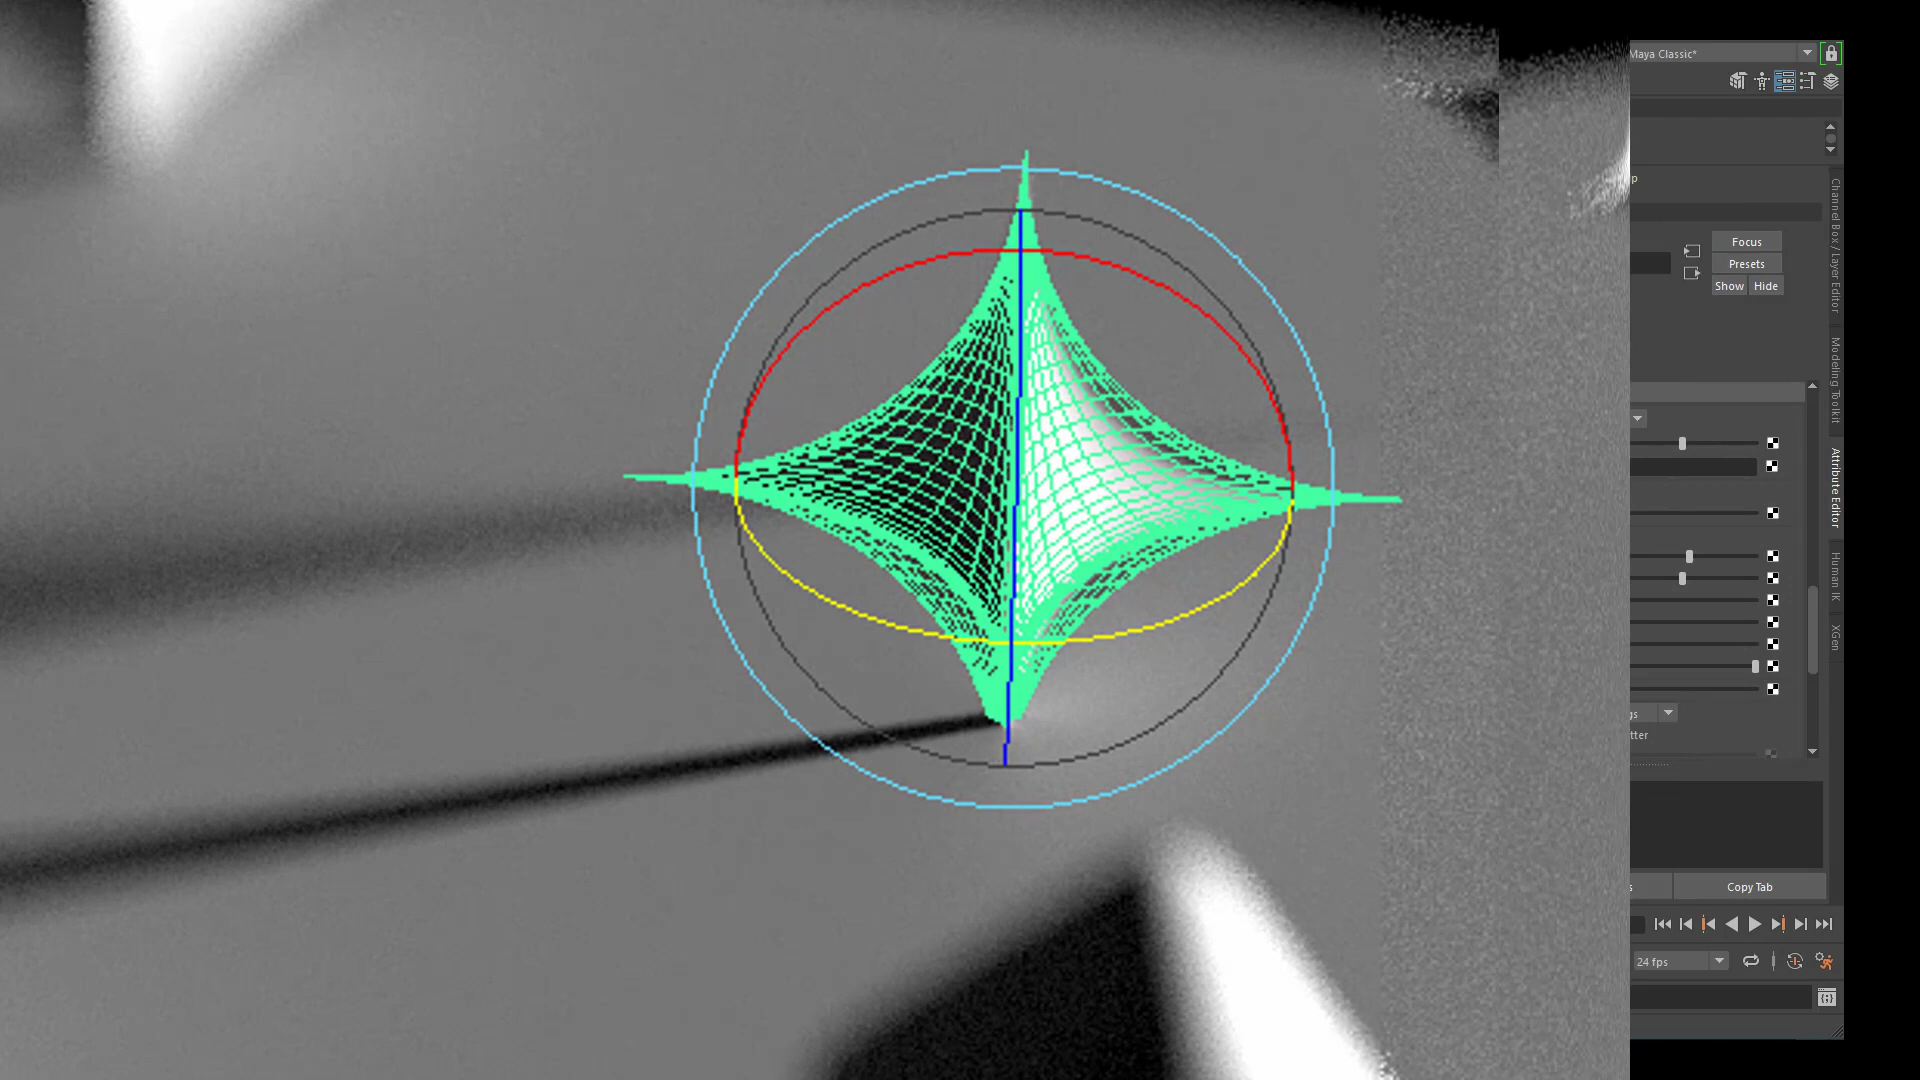 Maya Classic*
p
Focus
Presets
Show Hide
Channel Box / Layer Editor
Modeling Toolkit
Attribute Editor
Human IK
XGen
gs
tter
s
Copy Tab
24 fps